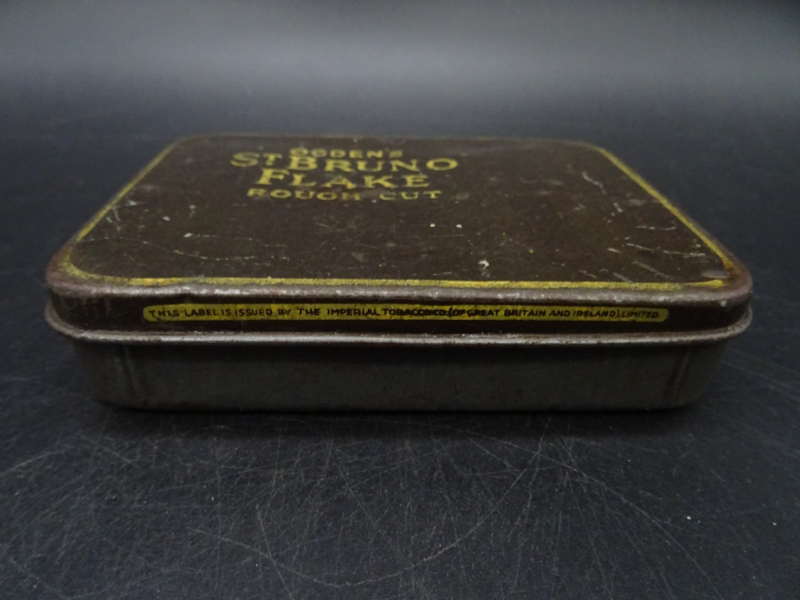 OGDEN'S
ST BRUNO
FLAKE
ROUGH CUT
THIS LABEL IS ISSUED BY THE IMPERIAL TOBACCO CO. (OF GREAT BRITAIN AND IRELAND), LIMITED.